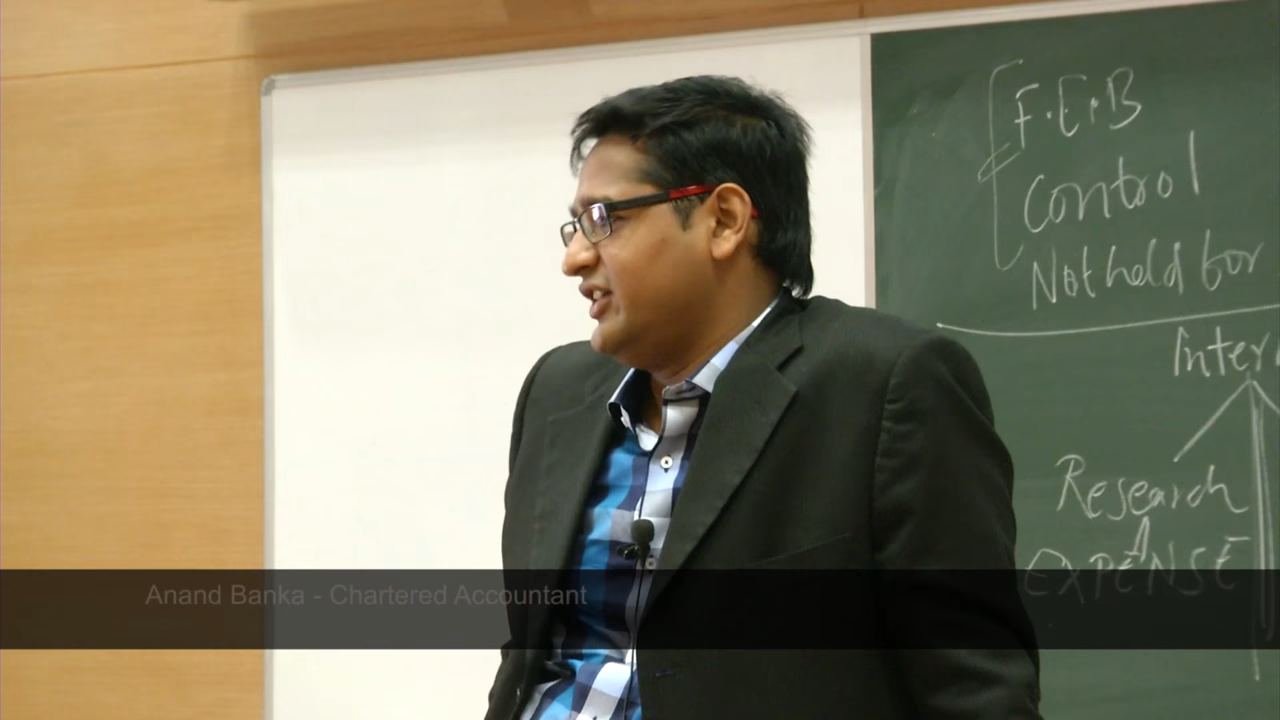 F.E.B
Control
Not held for
Inter
Research
EXPENSE
Anand Banka - Chartered Accountant